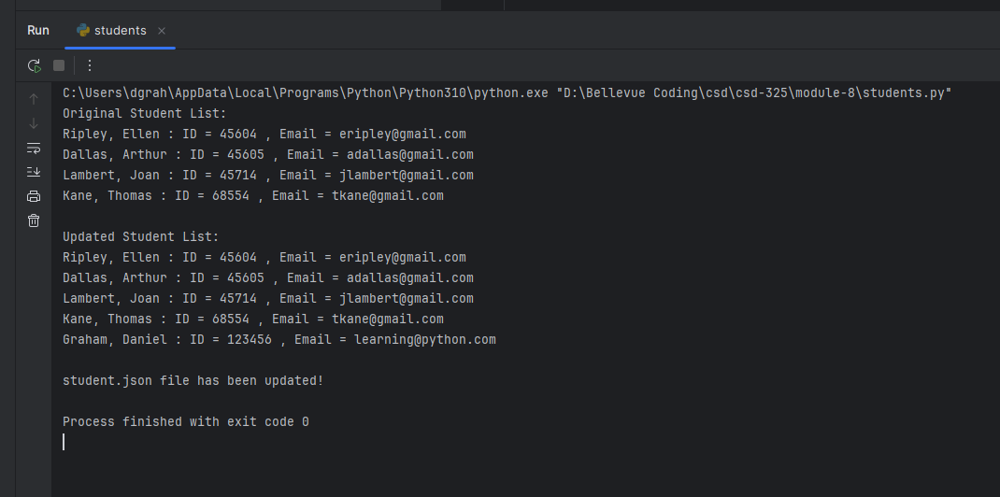 Run students
C:\Users\dgrah\AppData\Local\Programs\Python\Python310\python.exe "D:\Bellevue Coding\csd\csd-325\module-8\students.py"
Original Student List:
Ripley, Ellen : ID = 45604 , Email = eripley@gmail.com
Dallas, Arthur : ID = 45605 , Email = adallas@gmail.com
Lambert, Joan : ID = 45714 , Email = jlambert@gmail.com
Kane, Thomas : ID = 68554 , Email = tkane@gmail.com
Updated Student List:
Ripley, Ellen : ID = 45604 , Email = eripley@gmail.com
Dallas, Arthur : ID = 45605 , Email = adallas@gmail.com
Lambert, Joan : ID = 45714 , Email = jlambert@gmail.com
Kane, Thomas : ID = 68554 , Email = tkane@gmail.com
Graham, Daniel : ID = 123456 , Email = learning@python.com
student.json file has been updated!
Process finished with exit code 0